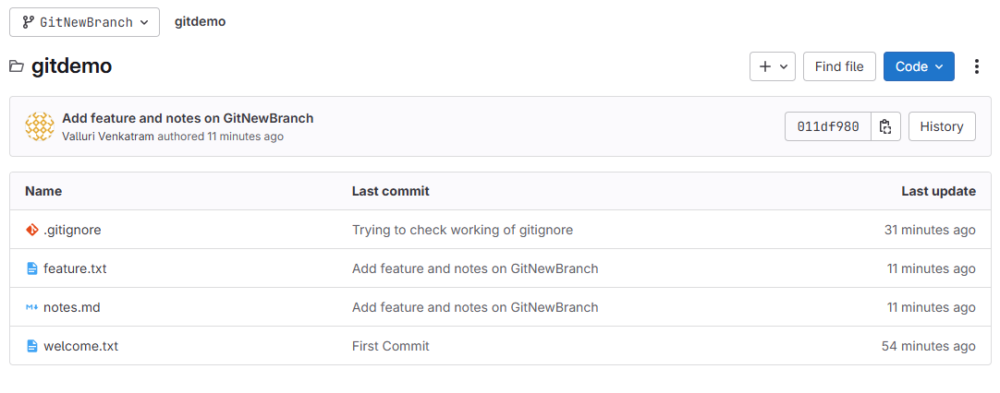 GitNewBranch gitdemo
gitdemo Find file Code
Add feature and notes on GitNewBranch
Valluri Venkatram authored 11 minutes ago
011df980 History
Name Last commit Last update
.gitignore Trying to check working of gitignore 31 minutes ago
feature.txt Add feature and notes on GitNewBranch 11 minutes ago
notes.md Add feature and notes on GitNewBranch 11 minutes ago
welcome.txt First Commit 54 minutes ago